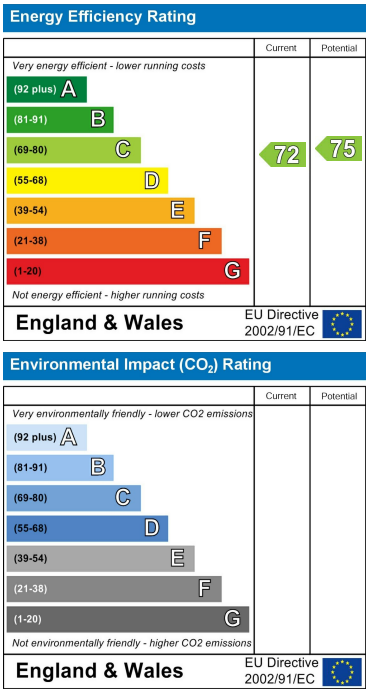 Energy Efficiency Rating
Current Potential
Very energy efficient - lower running costs
(92 plus) A
(81-91) B
(69-80) C
72 75
(55-68) D
(39-54) E
(21-38) F
(1-20) G
Not energy efficient - higher running costs
England & Wales
EU Directive
2002/91/EC
Environmental Impact (CO₂) Rating
Current Potential
Very environmentally friendly - lower CO2 emissions
(92 plus) A
(81-91) B
(69-80) C
(55-68) D
(39-54) E
(21-38) F
(1-20) G
Not environmentally friendly - higher CO2 emissions
England & Wales
EU Directive
2002/91/EC